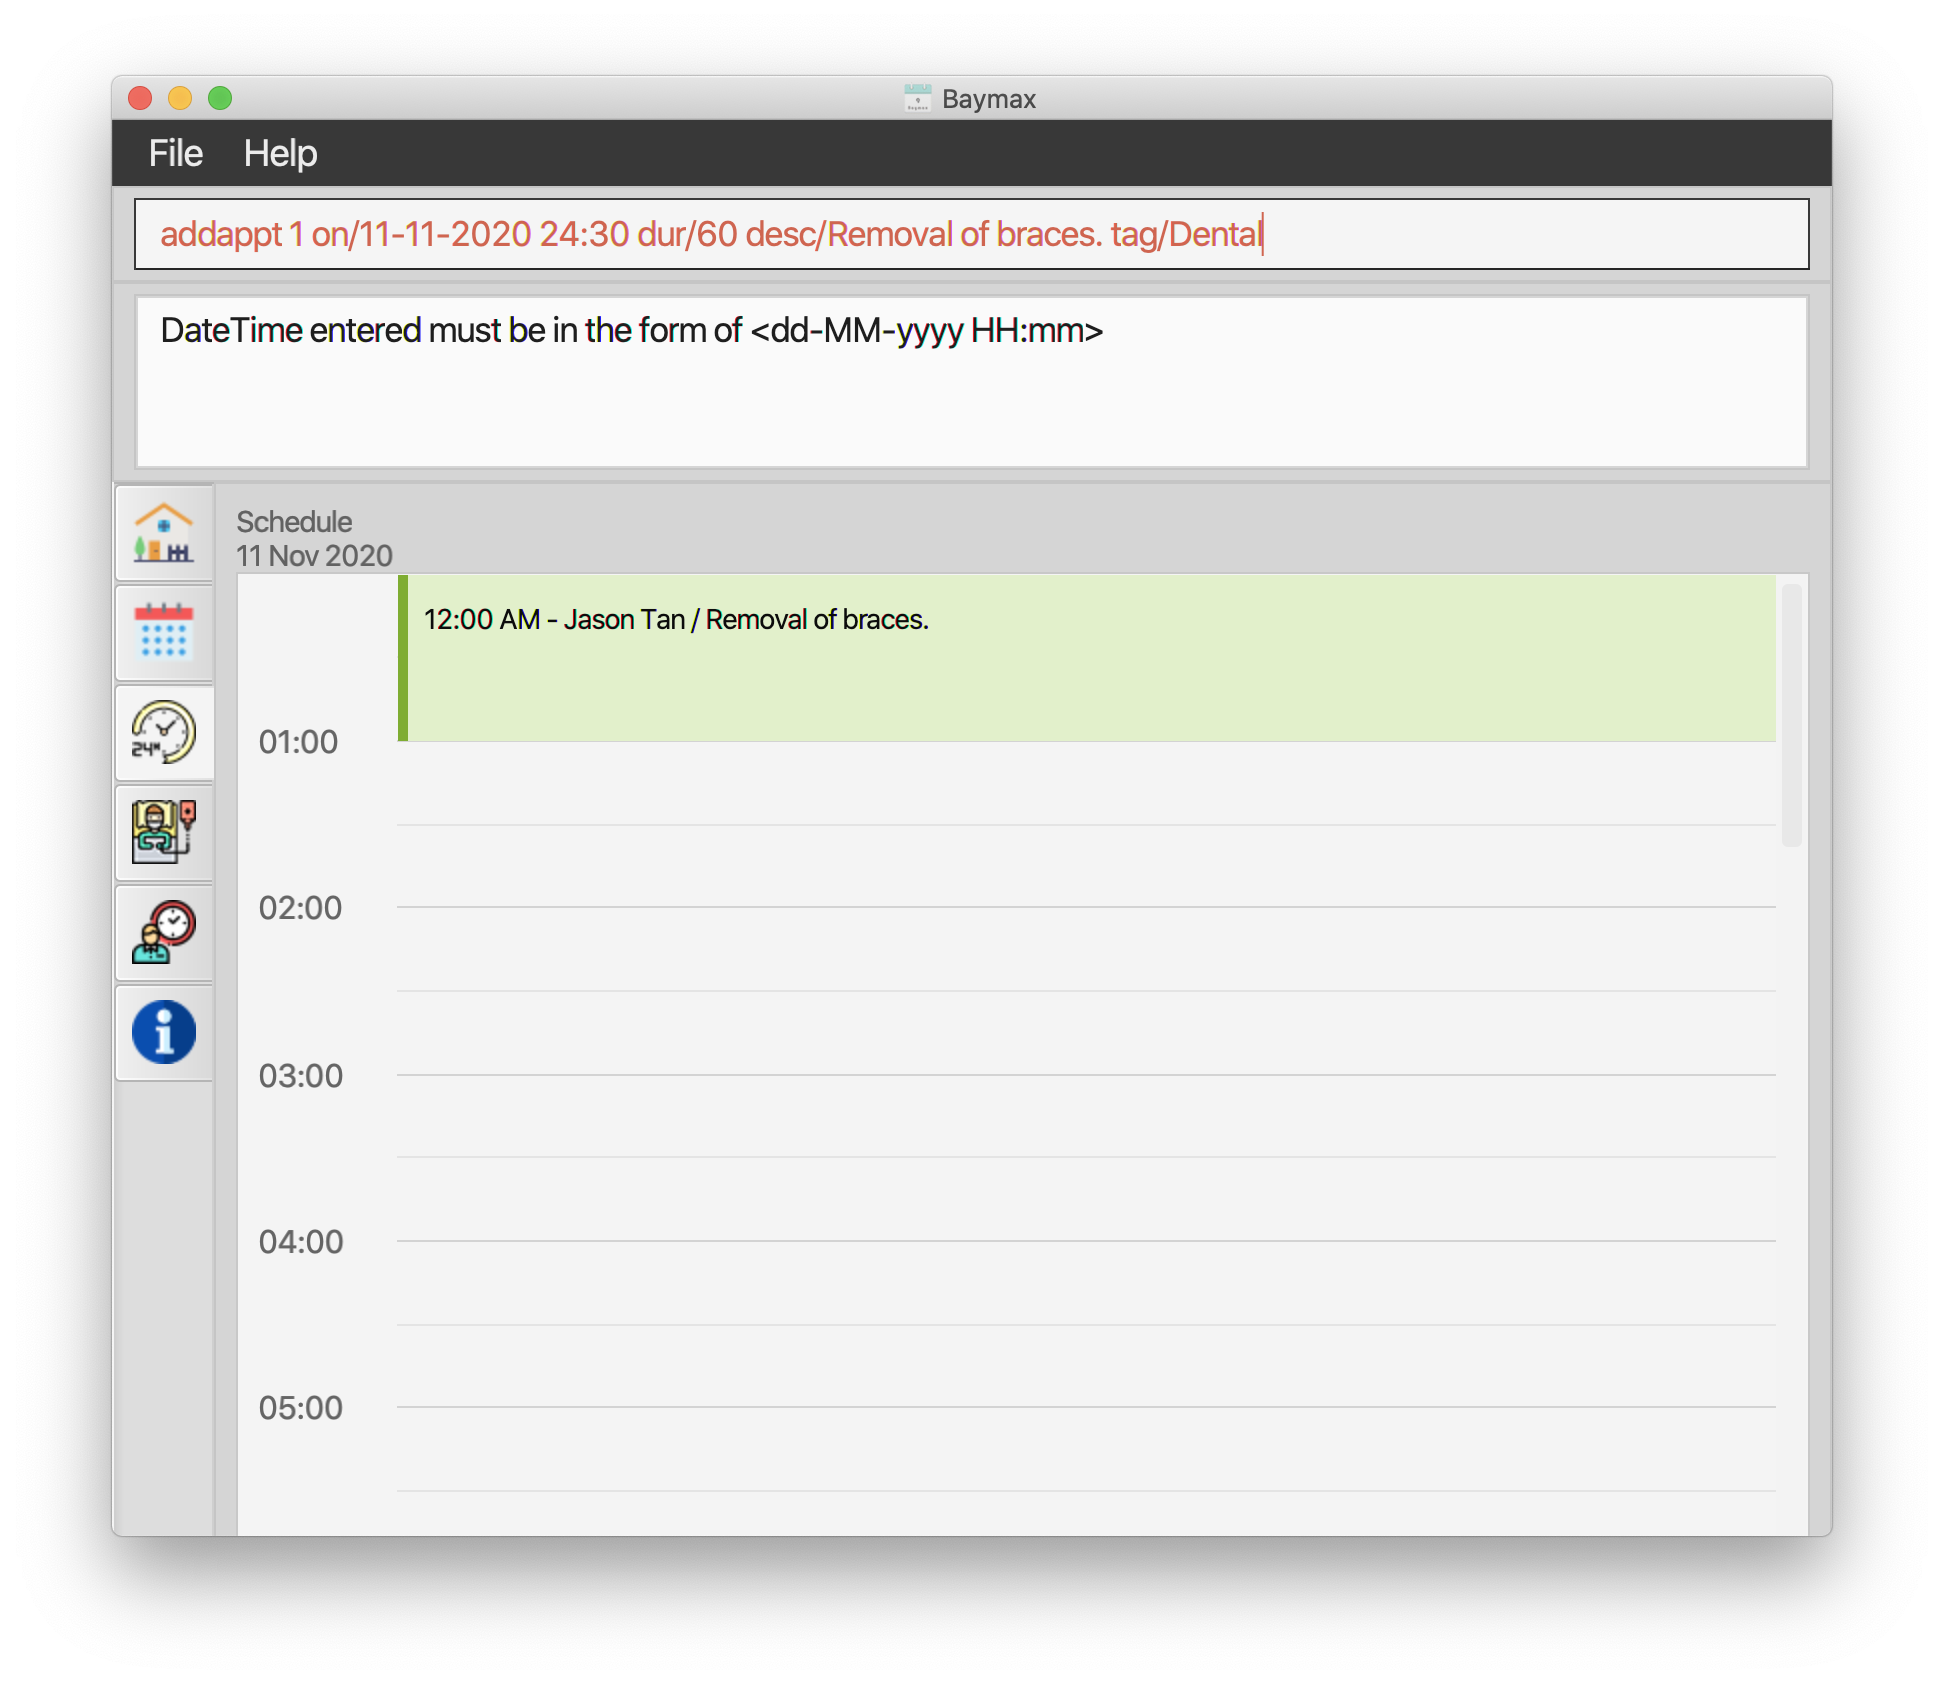 Baymax
File Help
addappt 1 on/11-11-2020 24:30 dur/60 desc/Removal of braces. tag/Dental
DateTime entered must be in the form of <dd-MM-yyyy HH:mm>
Schedule
11 Nov 2020
12:00 AM - Jason Tan / Removal of braces.
01:00
24H
02:00
03:00
04:00
05:00